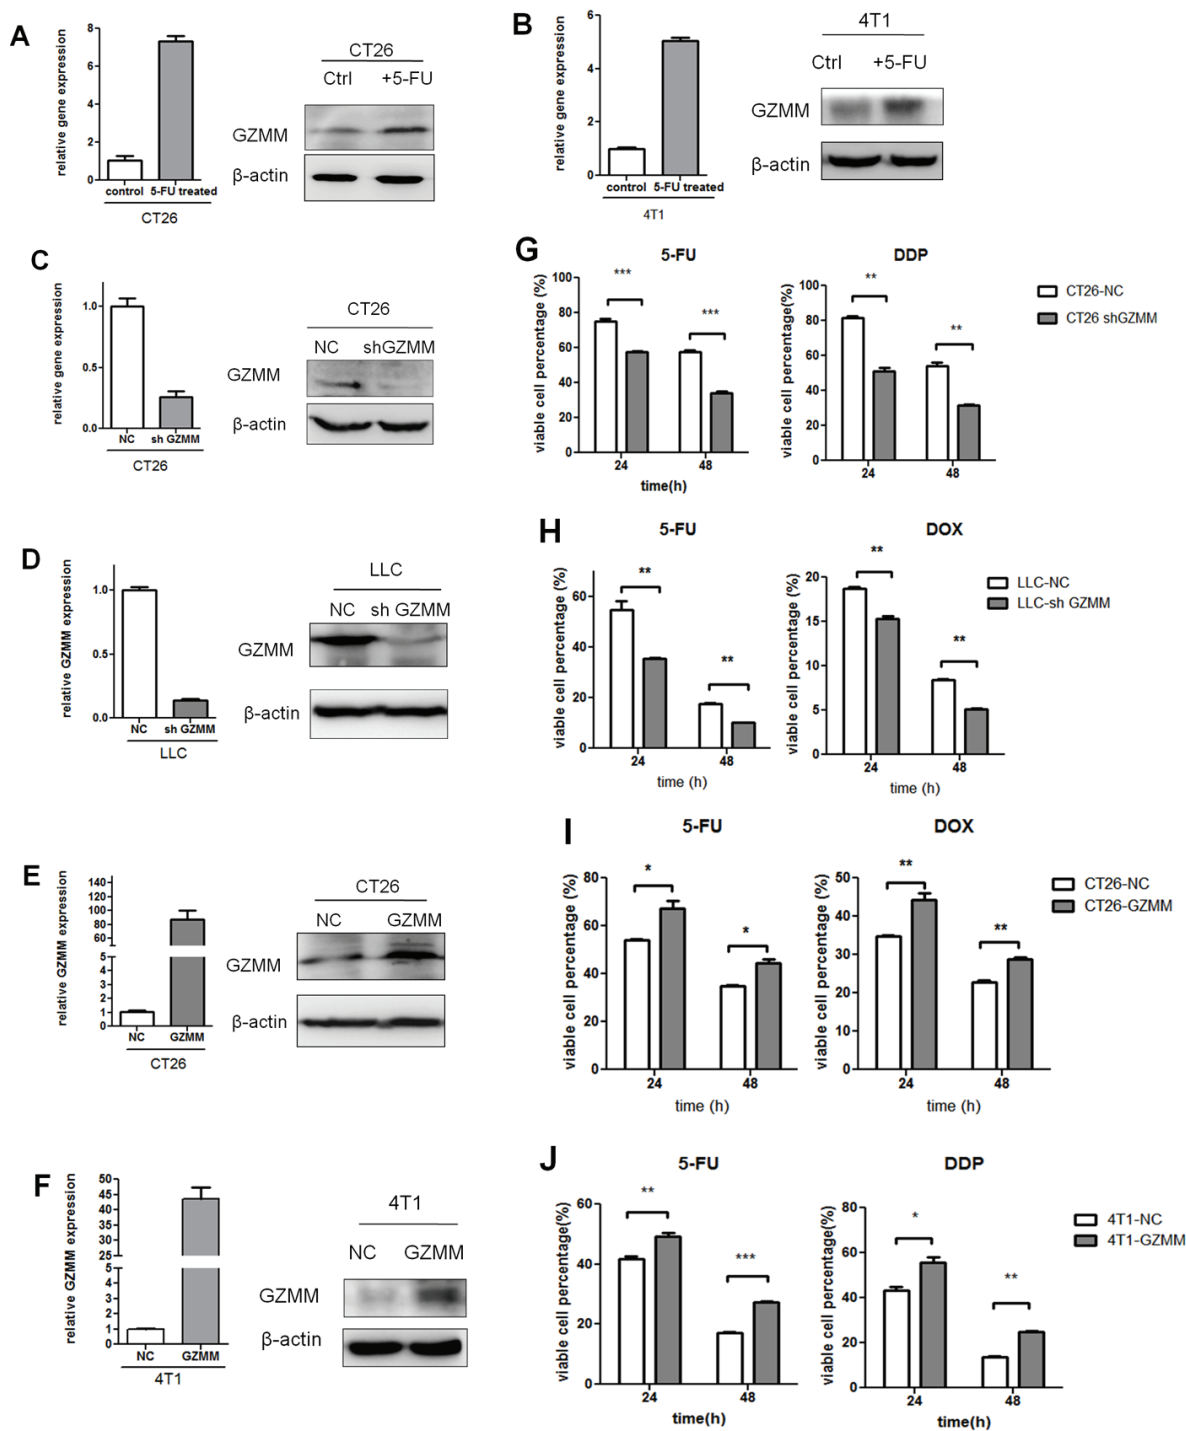 A
relative gene expression
8
6
4
2
0
control 5-FU treated
CT26
CT26
Ctrl +5-FU
GZMM
β-actin
B
relative gene expression
6
4
2
0
control 5-FU treated
4T1
4T1
Ctrl +5-FU
GZMM
β-actin
C
relative gene expression
1.0
0.5
0.0
NC sh GZMM
CT26
CT26
NC shGZMM
GZMM
β-actin
G
5-FU
viable cell percentage (%)
100
80
60
40
20
0
***
***
24 48
time(h)
DDP
viable cell percentage(%)
100
80
60
40
20
0
**
**
24 48
CT26-NC
CT26 shGZMM
D
relative GZMM expression
1.0
0.5
0.0
NC sh GZMM
LLC
LLC
NC sh GZMM
GZMM
β-actin
H
5-FU
viable cell percentage (%)
60
40
20
0
**
**
24 48
time (h)
DOX
viable cell percentage (%)
20
15
10
5
0
**
**
24 48
time (h)
LLC-NC
LLC-sh GZMM
E
relative GZMM expression
140
120
100
80
60
5
4
3
2
1
0
NC GZMM
CT26
CT26
NC GZMM
GZMM
β-actin
I
5-FU
viable cell percentage (%)
80
60
40
20
0
*
*
24 48
time (h)
DOX
viable cell percentage (%)
50
40
30
20
10
0
**
**
24 48
time (h)
CT26-NC
CT26-GZMM
F
relative GZMM expression
50
45
40
35
30
25
5
4
3
2
1
0
NC GZMM
4T1
4T1
NC GZMM
GZMM
β-actin
J
5-FU
viable cell percentage(%)
60
40
20
0
**
***
24 48
time(h)
DDP
viable cell percentage(%)
80
60
40
20
0
*
**
24 48
time(h)
4T1-NC
4T1-GZMM